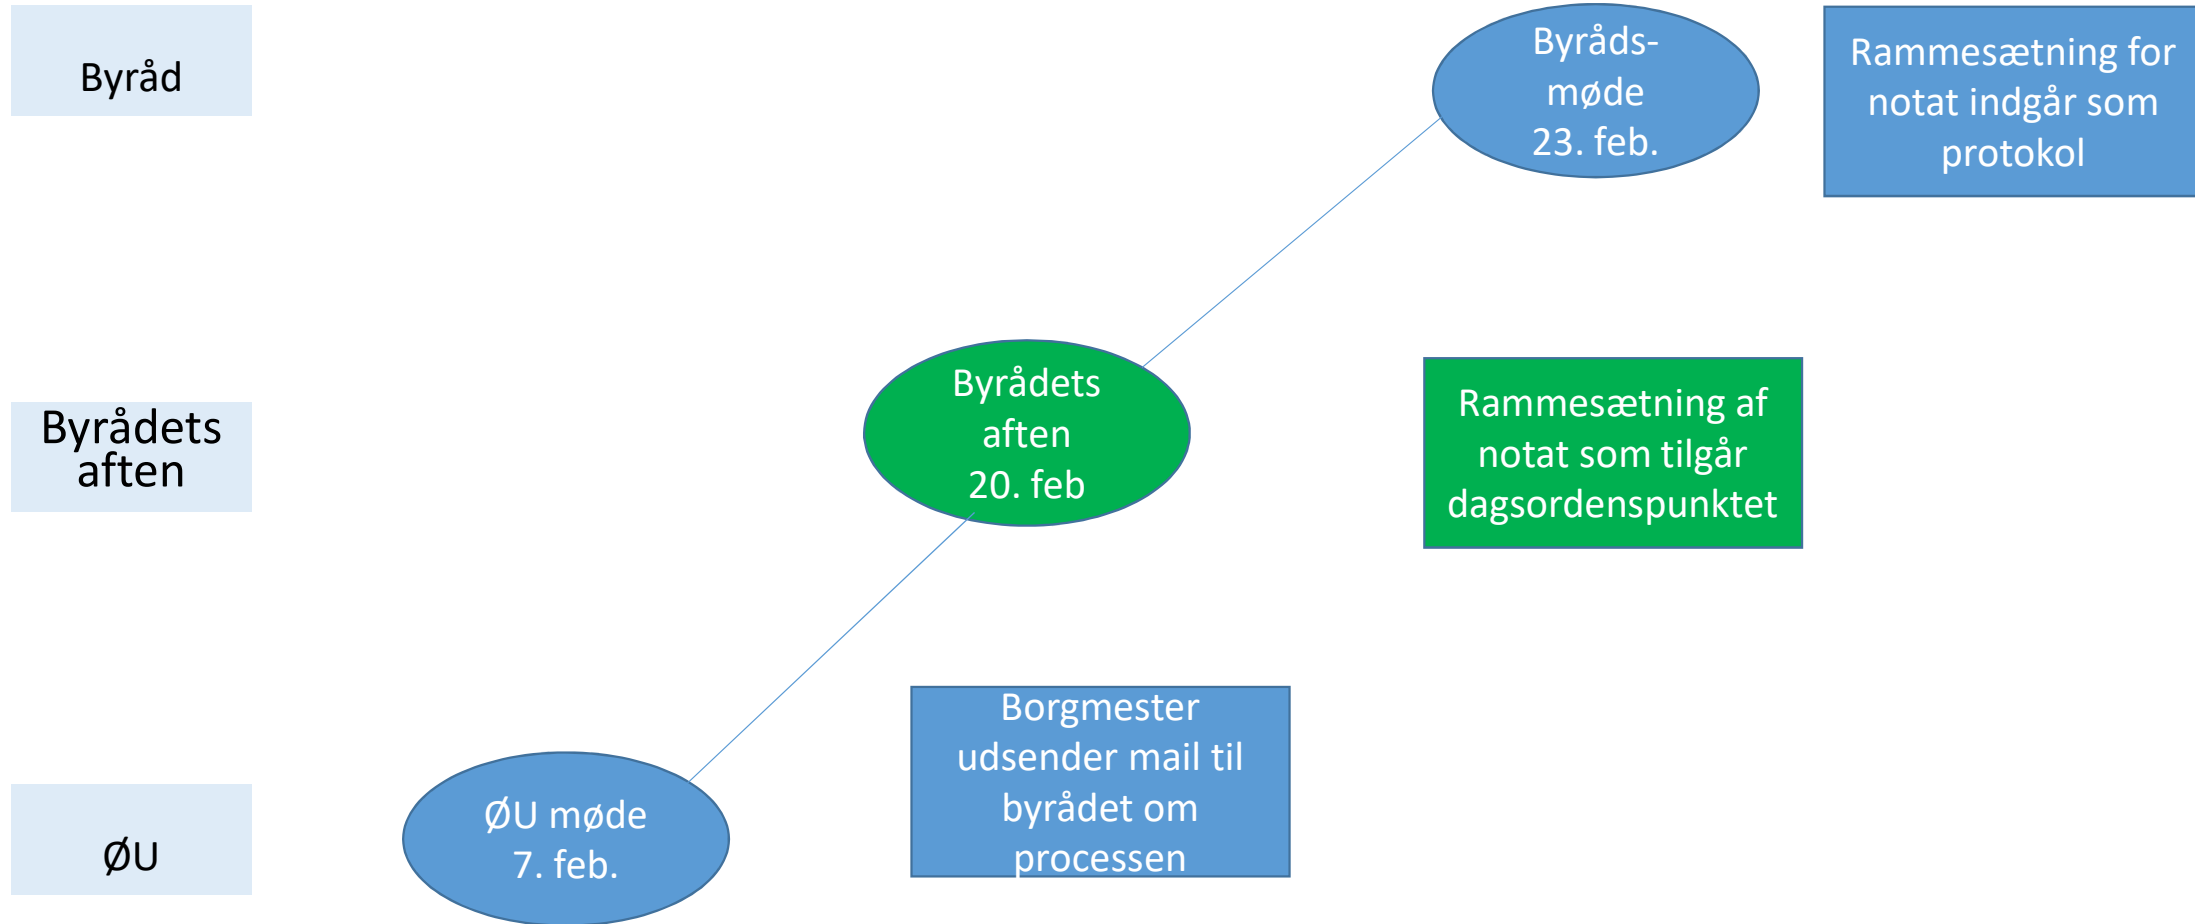 Byråd
Byråds-
møde
23. feb.
Rammesætning for
notat indgår som
protokol
Byrådets
aften
Byrådets
aften
20. feb
Rammesætning af
notat som tilgår
dagsordenspunktet
ØU
ØU møde
7. feb.
Borgmester
udsender mail til
byrådet om
processen